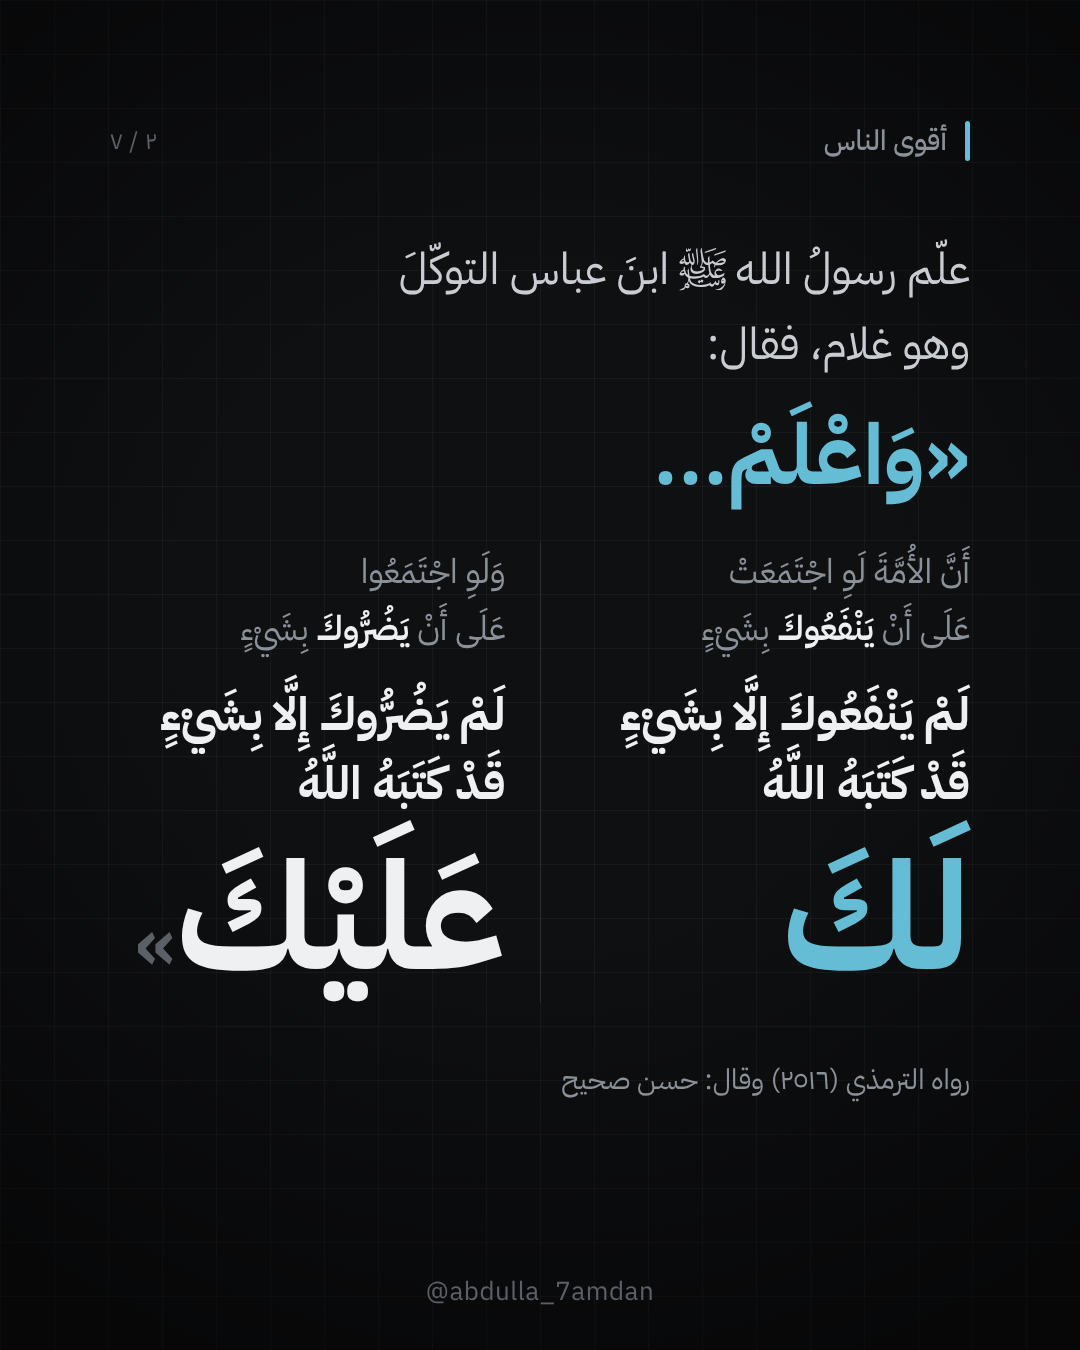 أقوى الناس
٢ / ٧
علّم رسولُ الله ﷺ ابنَ عباس التوكّلَ
وهو غلام، فقال:
«وَاعْلَمْ...
أَنَّ الأُمَّةَ لَوِ اجْتَمَعَتْ
عَلَى أَنْ يَنْفَعُوكَ بِشَيْءٍ
لَمْ يَنْفَعُوكَ إِلَّا بِشَيْءٍ
قَدْ كَتَبَهُ اللَّهُ
لَكَ
وَلَوِ اجْتَمَعُوا
عَلَى أَنْ يَضُرُّوكَ بِشَيْءٍ
لَمْ يَضُرُّوكَ إِلَّا بِشَيْءٍ
قَدْ كَتَبَهُ اللَّهُ
عَلَيْكَ»
رواه الترمذي (٢٥١٦) وقال: حسن صحيح
@abdulla_7amdan